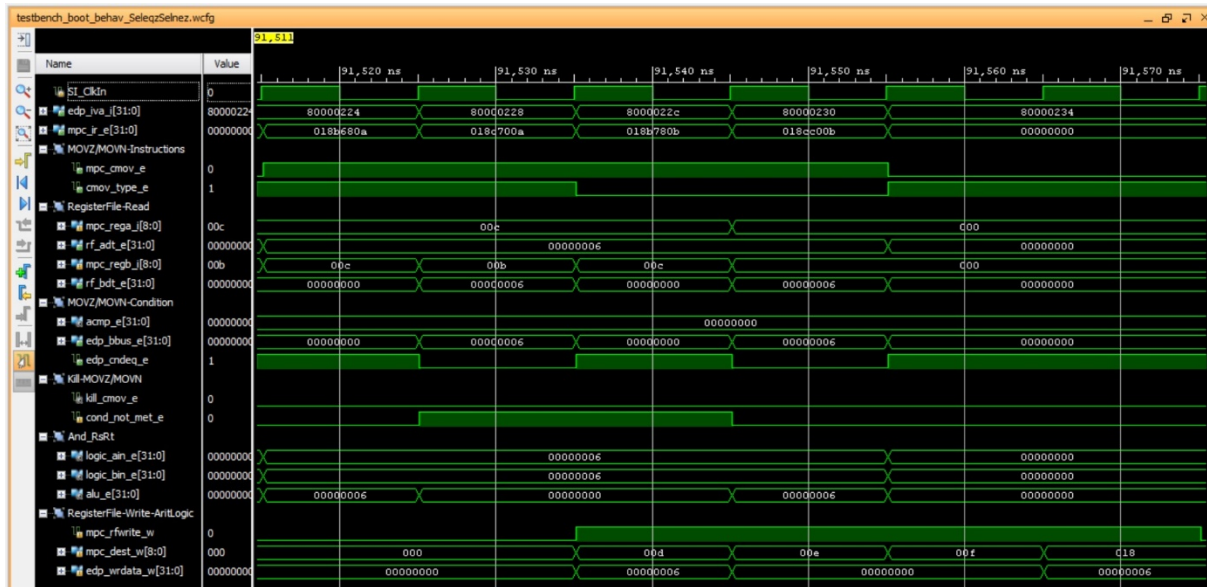 testbench_boot_behav_SeleqzSelnez.wcfg
91,511
Name Value
91,520 ns 91,530 ns 91,540 ns 91,550 ns 91,560 ns 91,570 ns
SI_ClkIn 0
edp_iva_i[31:0] 80000224 80000224 80000228 8000022c 80000230 80000234
mpc_ir_e[31:0] 00000000 018b680a 018c700a 018b780b 018cc00b 00000000
MOVZ/MOVN-Instructions
mpc_cmov_e 0
cmov_type_e 1
RegisterFile-Read
mpc_rega_i[8:0] 00c 00c 000
rf_adt_e[31:0] 00000000 00000006 00000000
mpc_regb_i[8:0] 00b 00c 00b 00c 000
rf_bdt_e[31:0] 00000000 00000000 00000006 00000000 00000006 00000000
MOVZ/MOVN-Condition
acmp_e[31:0] 00000000 00000000
edp_bbus_e[31:0] 00000000 00000000 00000006 00000000 00000006 00000000
edp_cndeq_e 1
Kill-MOVZ/MOVN
kill_cmov_e 0
cond_not_met_e 0
And_RsRt
logic_ain_e[31:0] 00000000 00000006 00000000
logic_bin_e[31:0] 00000000 00000006 00000000
alu_e[31:0] 00000000 00000006 00000000 00000006 00000000
RegisterFile-Write-AritLogic
mpc_rfwrite_w 0
mpc_dest_w[8:0] 000 000 00d 00e 00f 018
edp_wrdata_w[31:0] 00000000 00000000 00000006 00000000 00000006